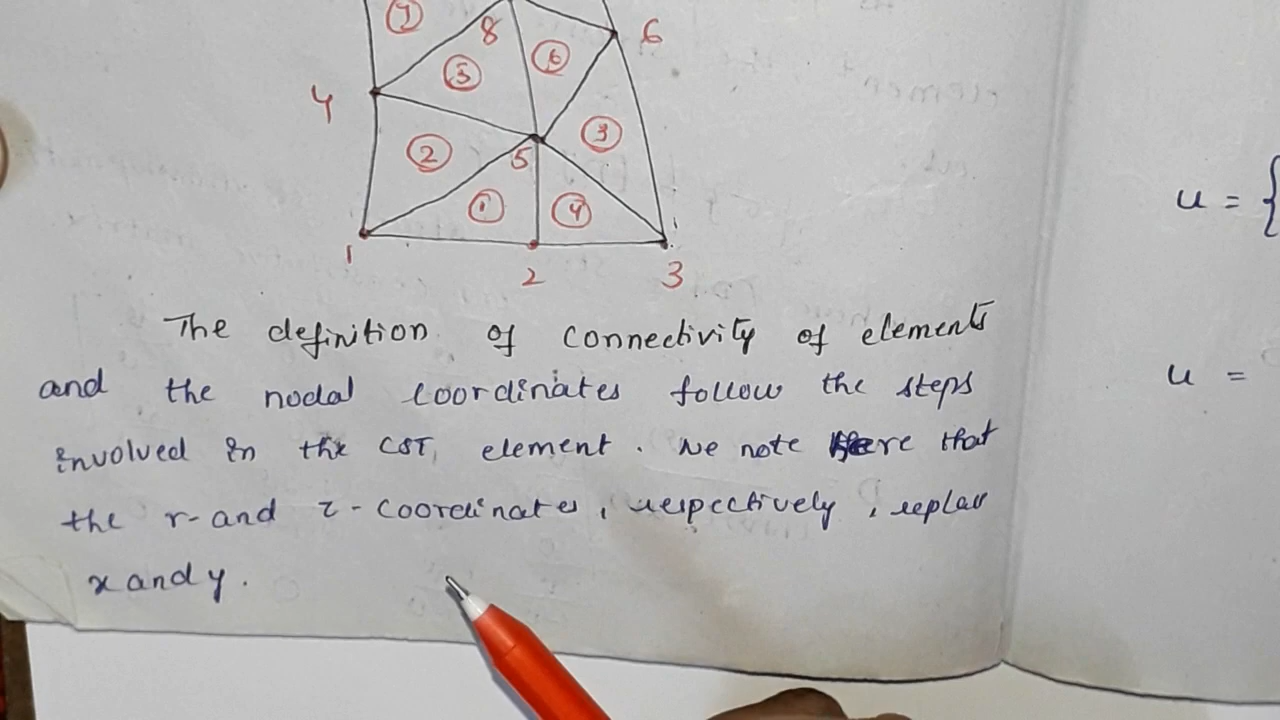 7
8
6
5
6
4
3
2
5
1
4
1
2
3
u = {
The definition of connectivity of elements
and the nodal coordinates follow the steps
u =
involved in the CST, element. We note here that
the r- and z-coordinates, respectively, replac
x and y.